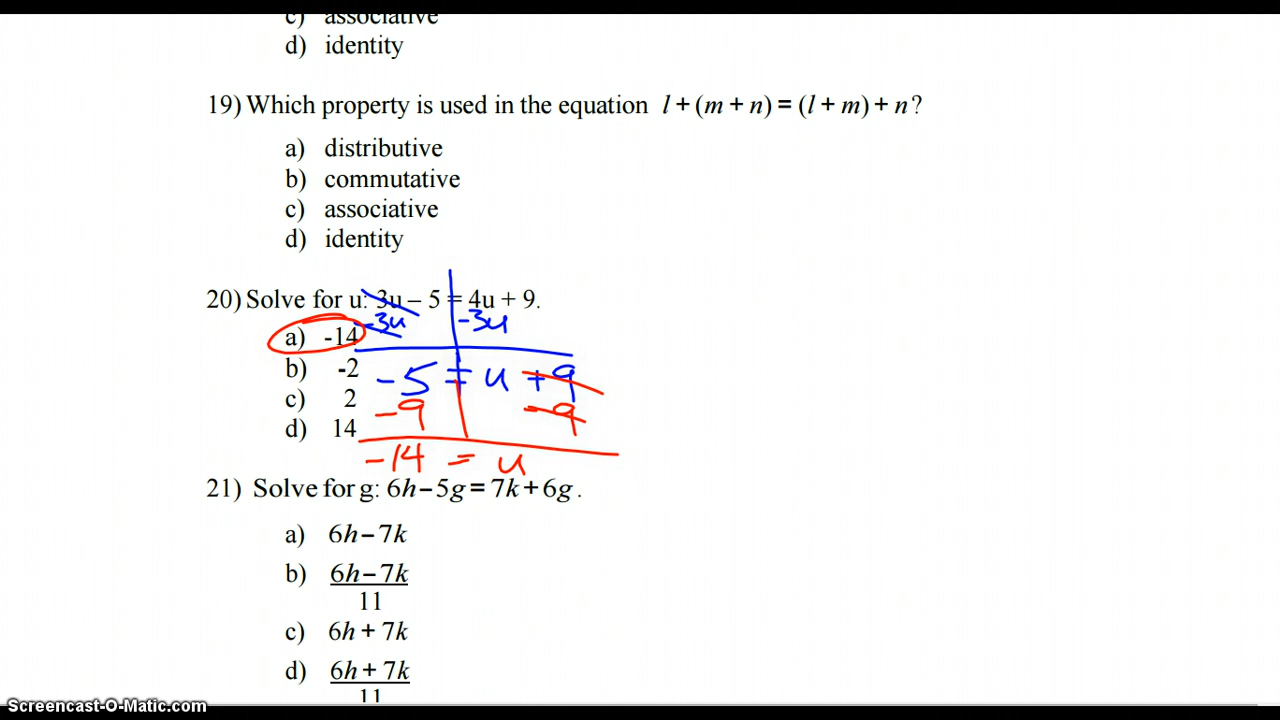 c) associative
d) identity
19) Which property is used in the equation l + (m + n) = (l + m) + n?
a) distributive
b) commutative
c) associative
d) identity
20) Solve for u: 3u – 5 = 4u + 9.
-3u -3u
a) -14
b) -2
-5 = u + 9
c) 2
-9 -9
d) 14
-14 = u
21) Solve for g: 6h – 5g = 7k + 6g.
a) 6h – 7k
b) 6h – 7k
11
c) 6h + 7k
d) 6h + 7k
11
Screencast-O-Matic.com